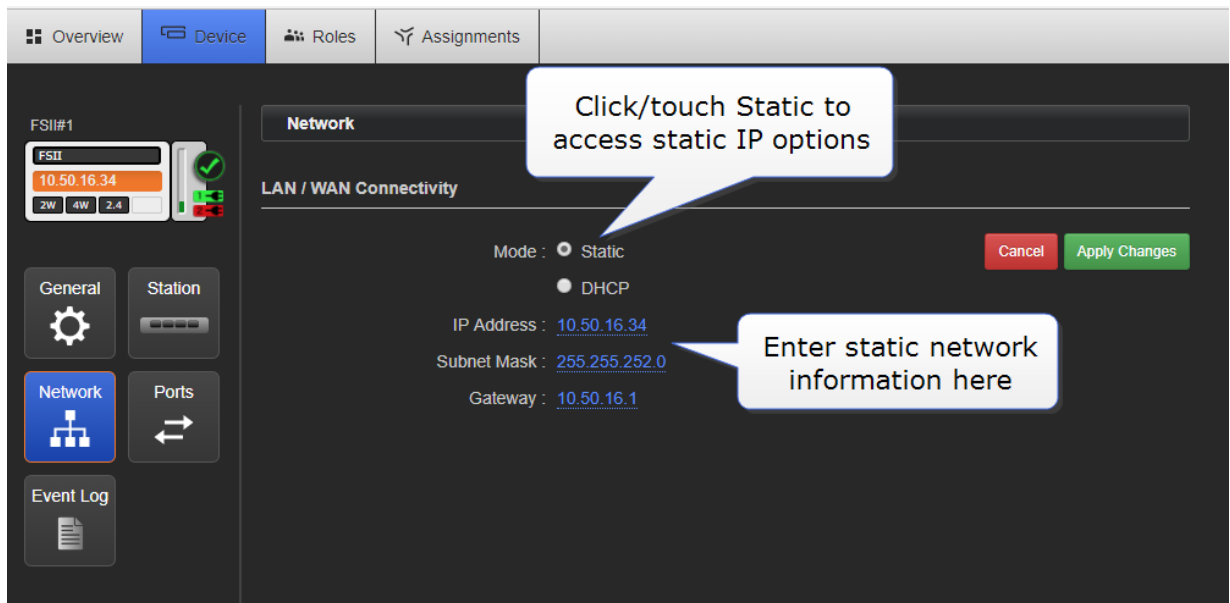 Overview Device Roles Assignments
Click/touch Static to
access static IP options
FSII#1
FSII
10.50.16.34
2W 4W 2.4
1
2
General Station
Network Ports
Event Log
Network
LAN / WAN Connectivity
Mode : Static
DHCP
Cancel Apply Changes
IP Address : 10.50.16.34
Subnet Mask : 255.255.252.0
Gateway : 10.50.16.1
Enter static network
information here